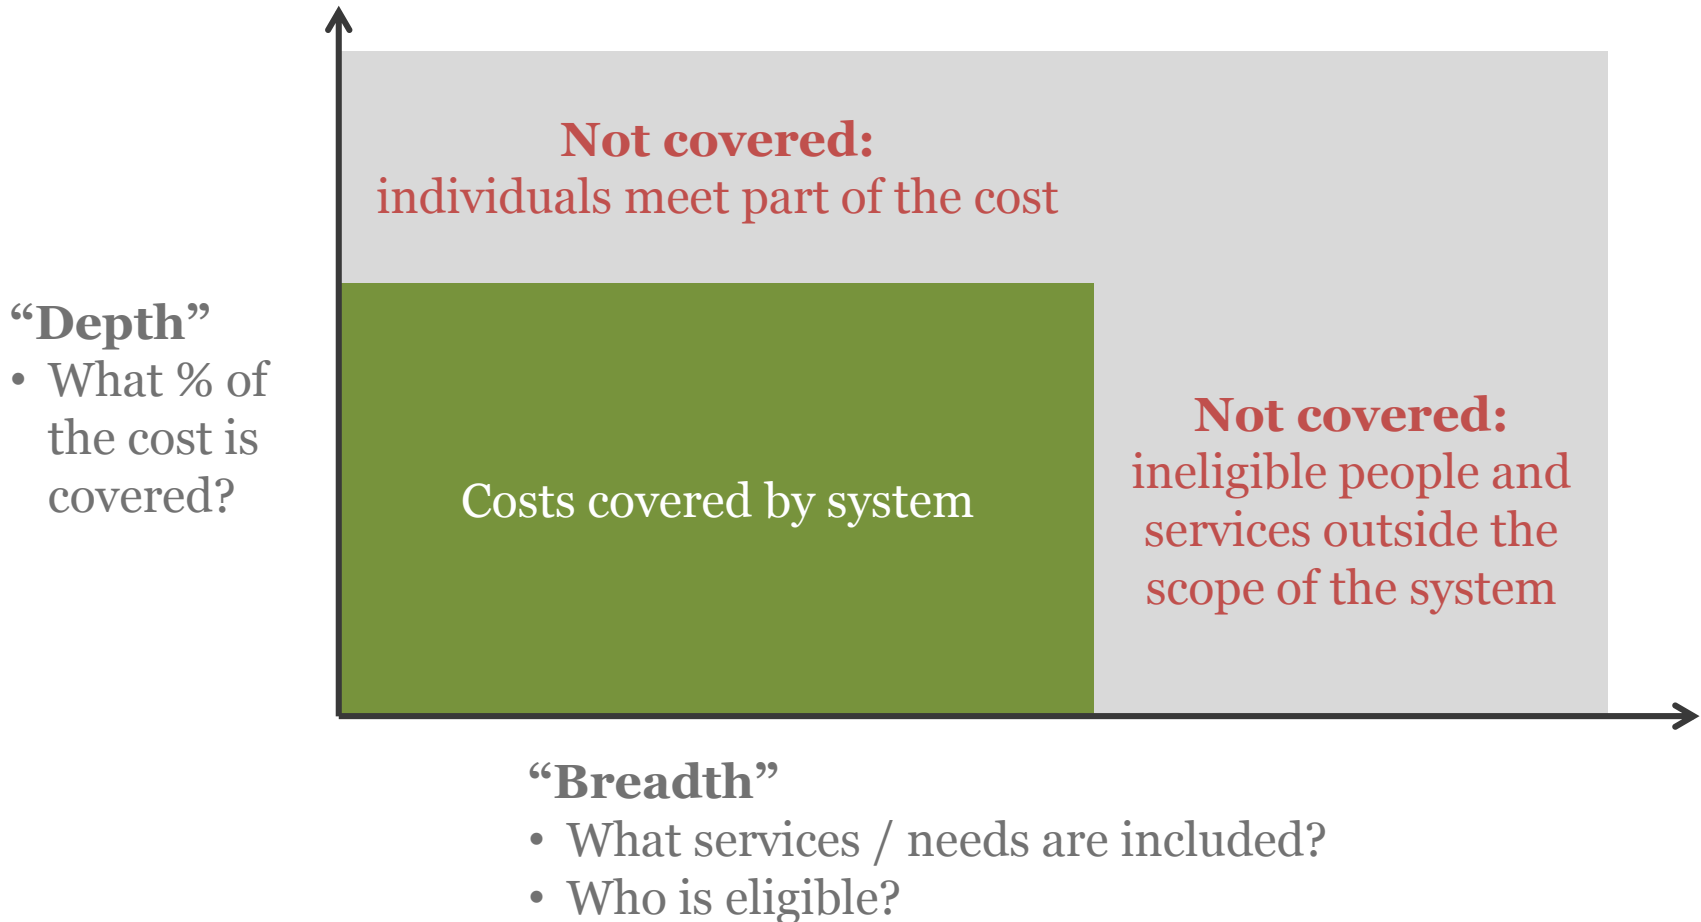 Not covered:
individuals meet part of the cost
“Depth”
• What % of
the cost is
covered?
Costs covered by system
Not covered:
ineligible people and
services outside the
scope of the system
“Breadth”
• What services / needs are included?
• Who is eligible?